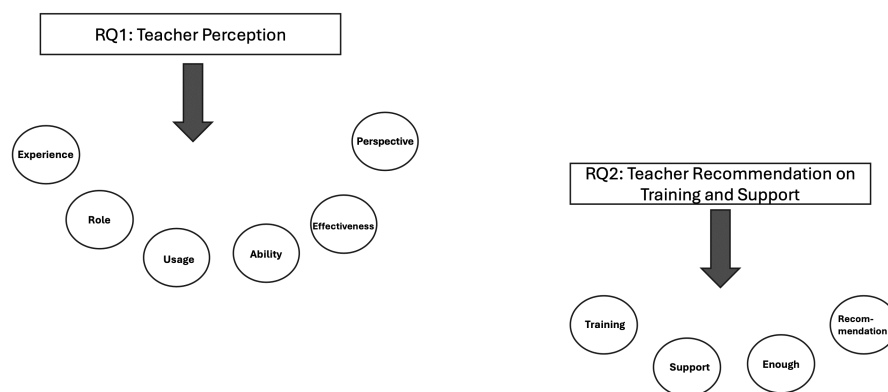 RQ1: Teacher Perception
Experience
Role
Usage
Ability
Effectiveness
Perspective
RQ2: Teacher Recommendation on
Training and Support
Training
Support
Enough
Recom-
mendation